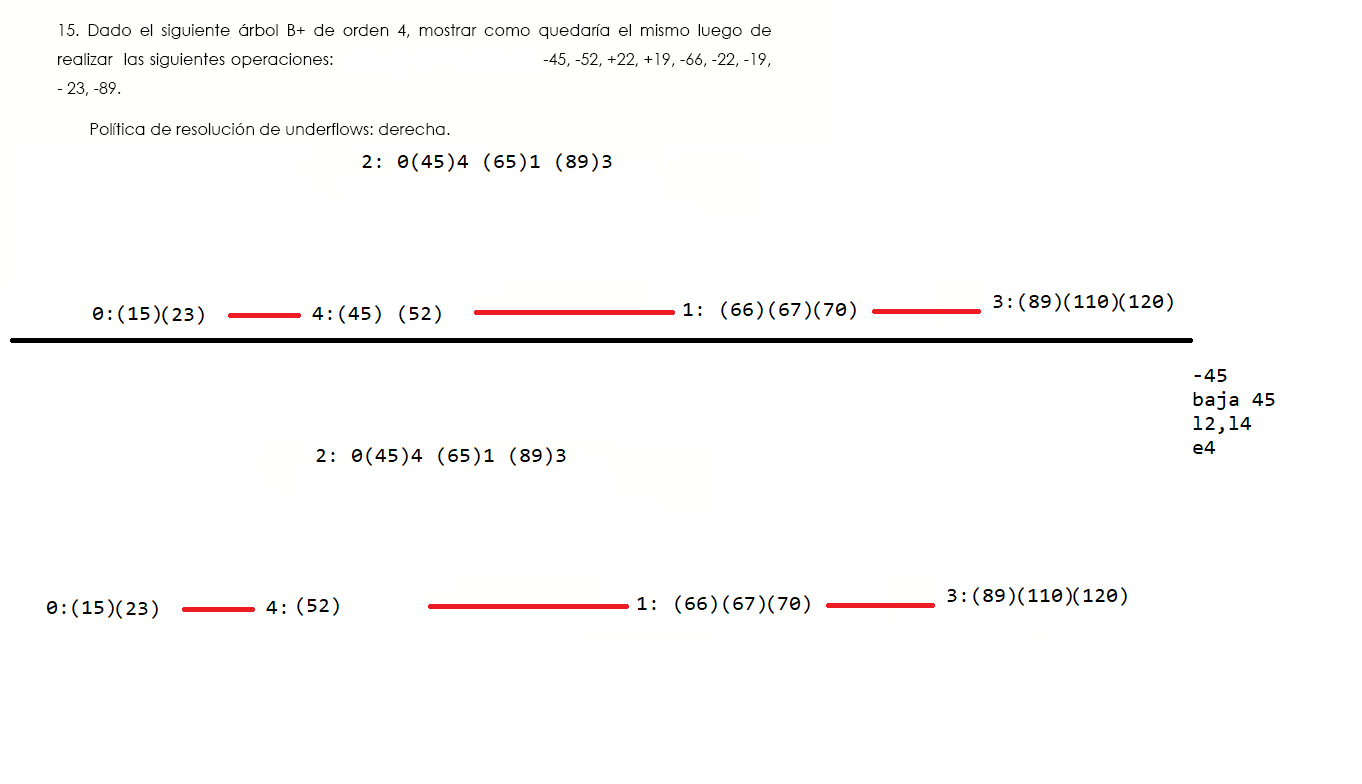 15. Dado el siguiente árbol B+ de orden 4, mostrar como quedaría el mismo luego de
realizar las siguientes operaciones: -45, -52, +22, +19, -66, -22, -19,
- 23, -89.
Política de resolución de underflows: derecha.
2: 0(45)4 (65)1 (89)3
0:(15)(23) 4:(45) (52) 1: (66)(67)(70) 3:(89)(110)(120)
-45
baja 45
l2,l4
e4
2: 0(45)4 (65)1 (89)3
0:(15)(23) 4:(52) 1: (66)(67)(70) 3:(89)(110)(120)